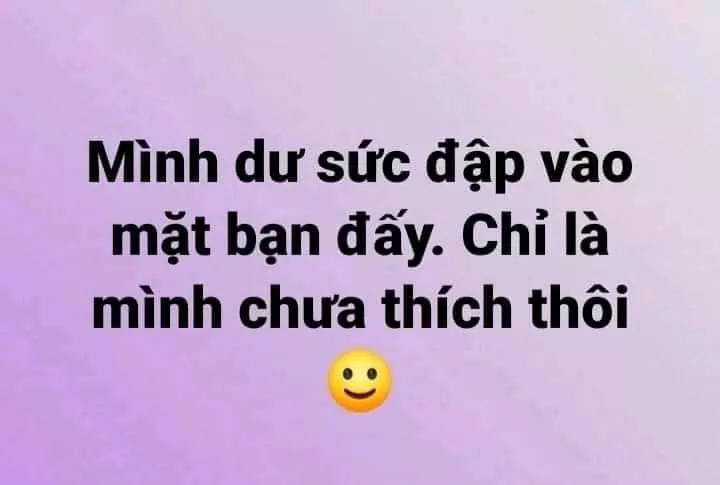 Mình dư sức đập vào
mặt bạn đấy. Chỉ là
mình chưa thích thôi
🙂